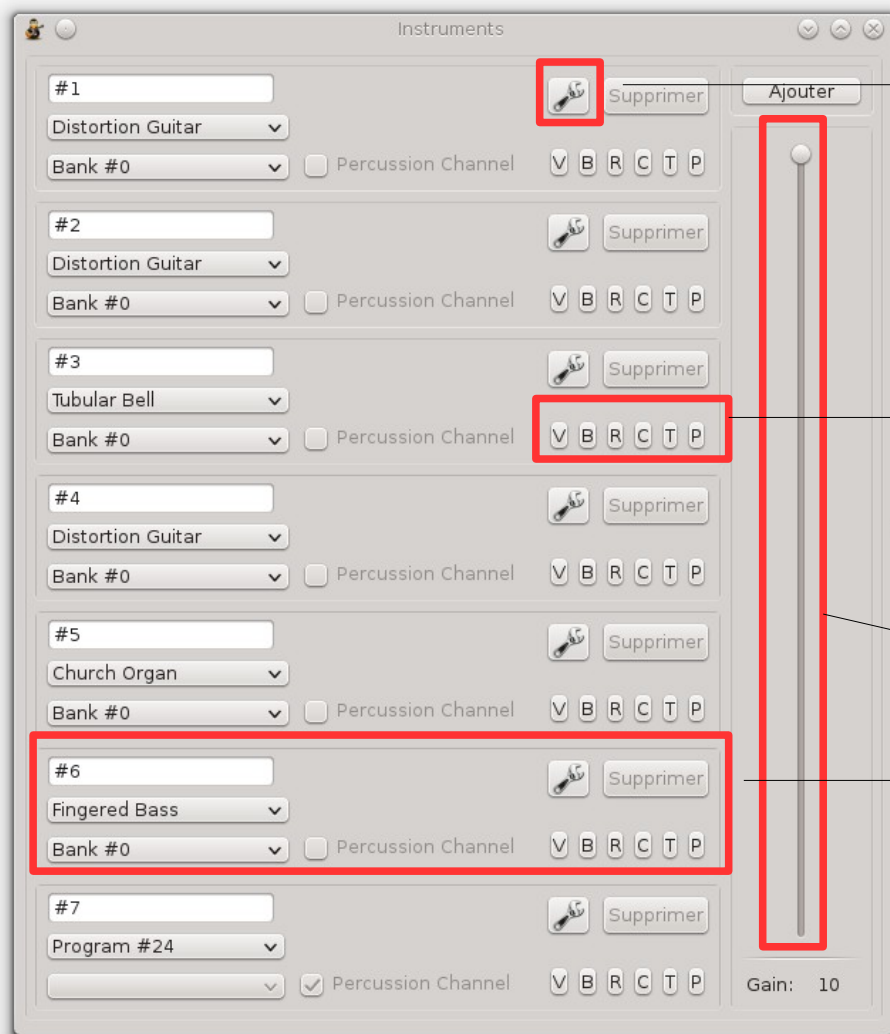 Instruments
#1
Supprimer
Ajouter
Distortion Guitar
Bank #0
Percussion Channel
V B R C T P
#2
Supprimer
Distortion Guitar
Bank #0
Percussion Channel
V B R C T P
#3
Supprimer
Tubular Bell
Bank #0
Percussion Channel
V B R C T P
#4
Supprimer
Distortion Guitar
Bank #0
Percussion Channel
V B R C T P
#5
Supprimer
Church Organ
Bank #0
Percussion Channel
V B R C T P
#6
Supprimer
Fingered Bass
Bank #0
Percussion Channel
V B R C T P
#7
Supprimer
Program #24
Percussion Channel
V B R C T P
Gain: 10